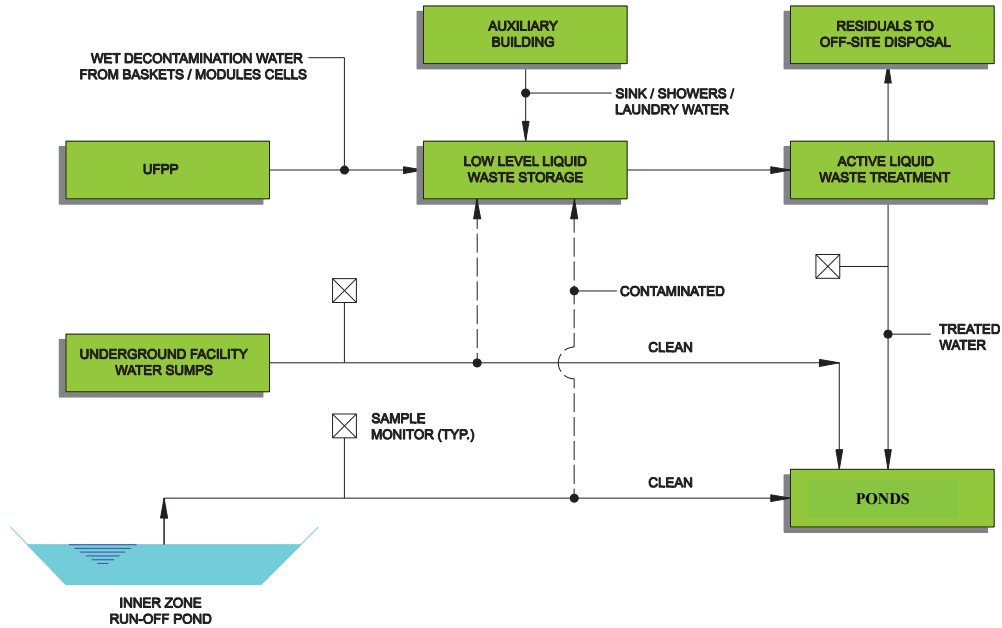 AUXILIARY
BUILDING
RESIDUALS TO
OFF-SITE DISPOSAL
WET DECONTAMINATION WATER
FROM BASKETS / MODULES CELLS
SINK / SHOWERS /
LAUNDRY WATER
UFPP
LOW LEVEL LIQUID
WASTE STORAGE
ACTIVE LIQUID
WASTE TREATMENT
CONTAMINATED
TREATED
WATER
UNDERGROUND FACILITY
WATER SUMPS
CLEAN
SAMPLE
MONITOR (TYP.)
CLEAN
PONDS
INNER ZONE
RUN-OFF POND